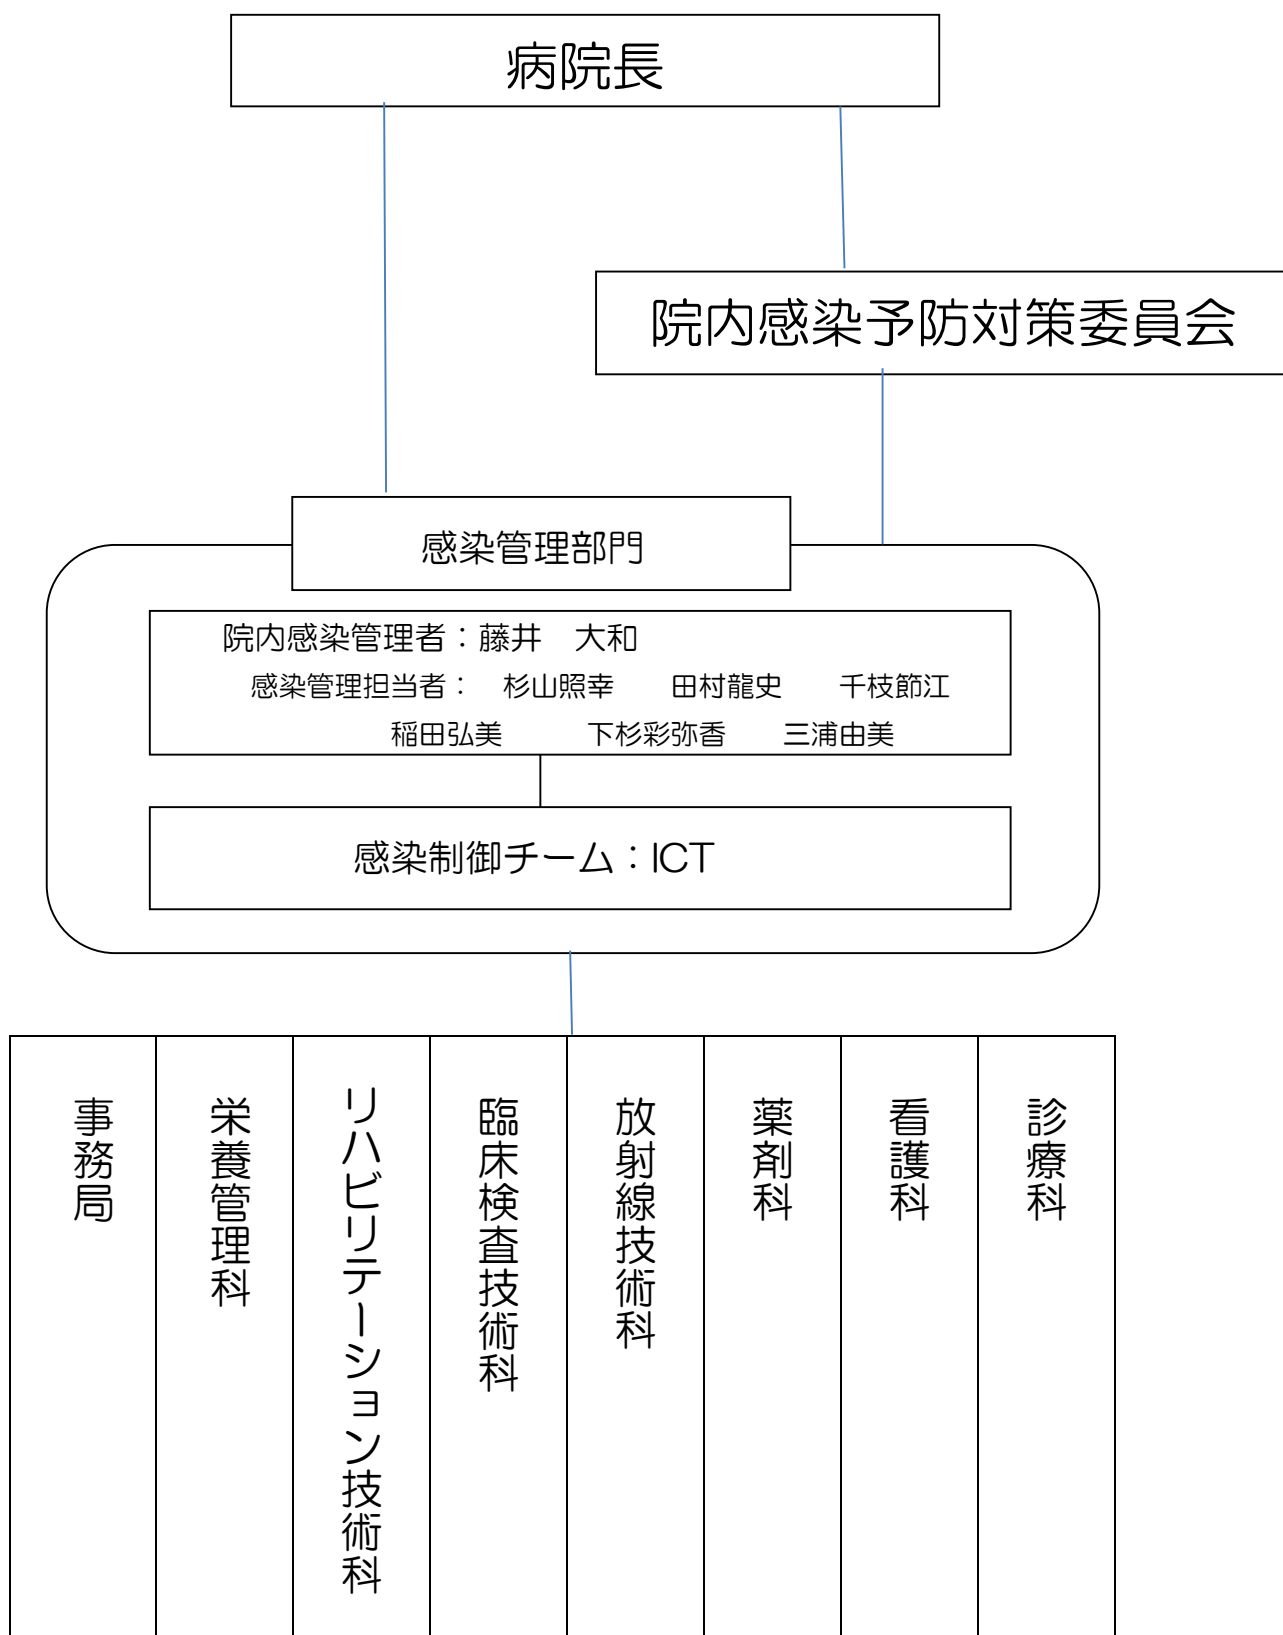 病院長
院内感染予防対策委員会
感染管理部門
院内感染管理者：藤井　大和
感染管理担当者：　杉山照幸　　田村龍史　　千枝節江
稲田弘美　　　下杉彩弥香　　三浦由美
感染制御チーム：ICT
事務局
栄養管理科
リハビリテーション技術科
臨床検査技術科
放射線技術科
薬剤科
看護科
診療科